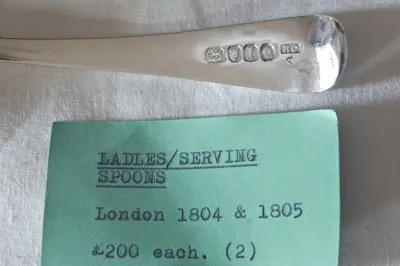 LADLES/SERVING
SPOONS
London 1804 & 1805
£200 each. (2)